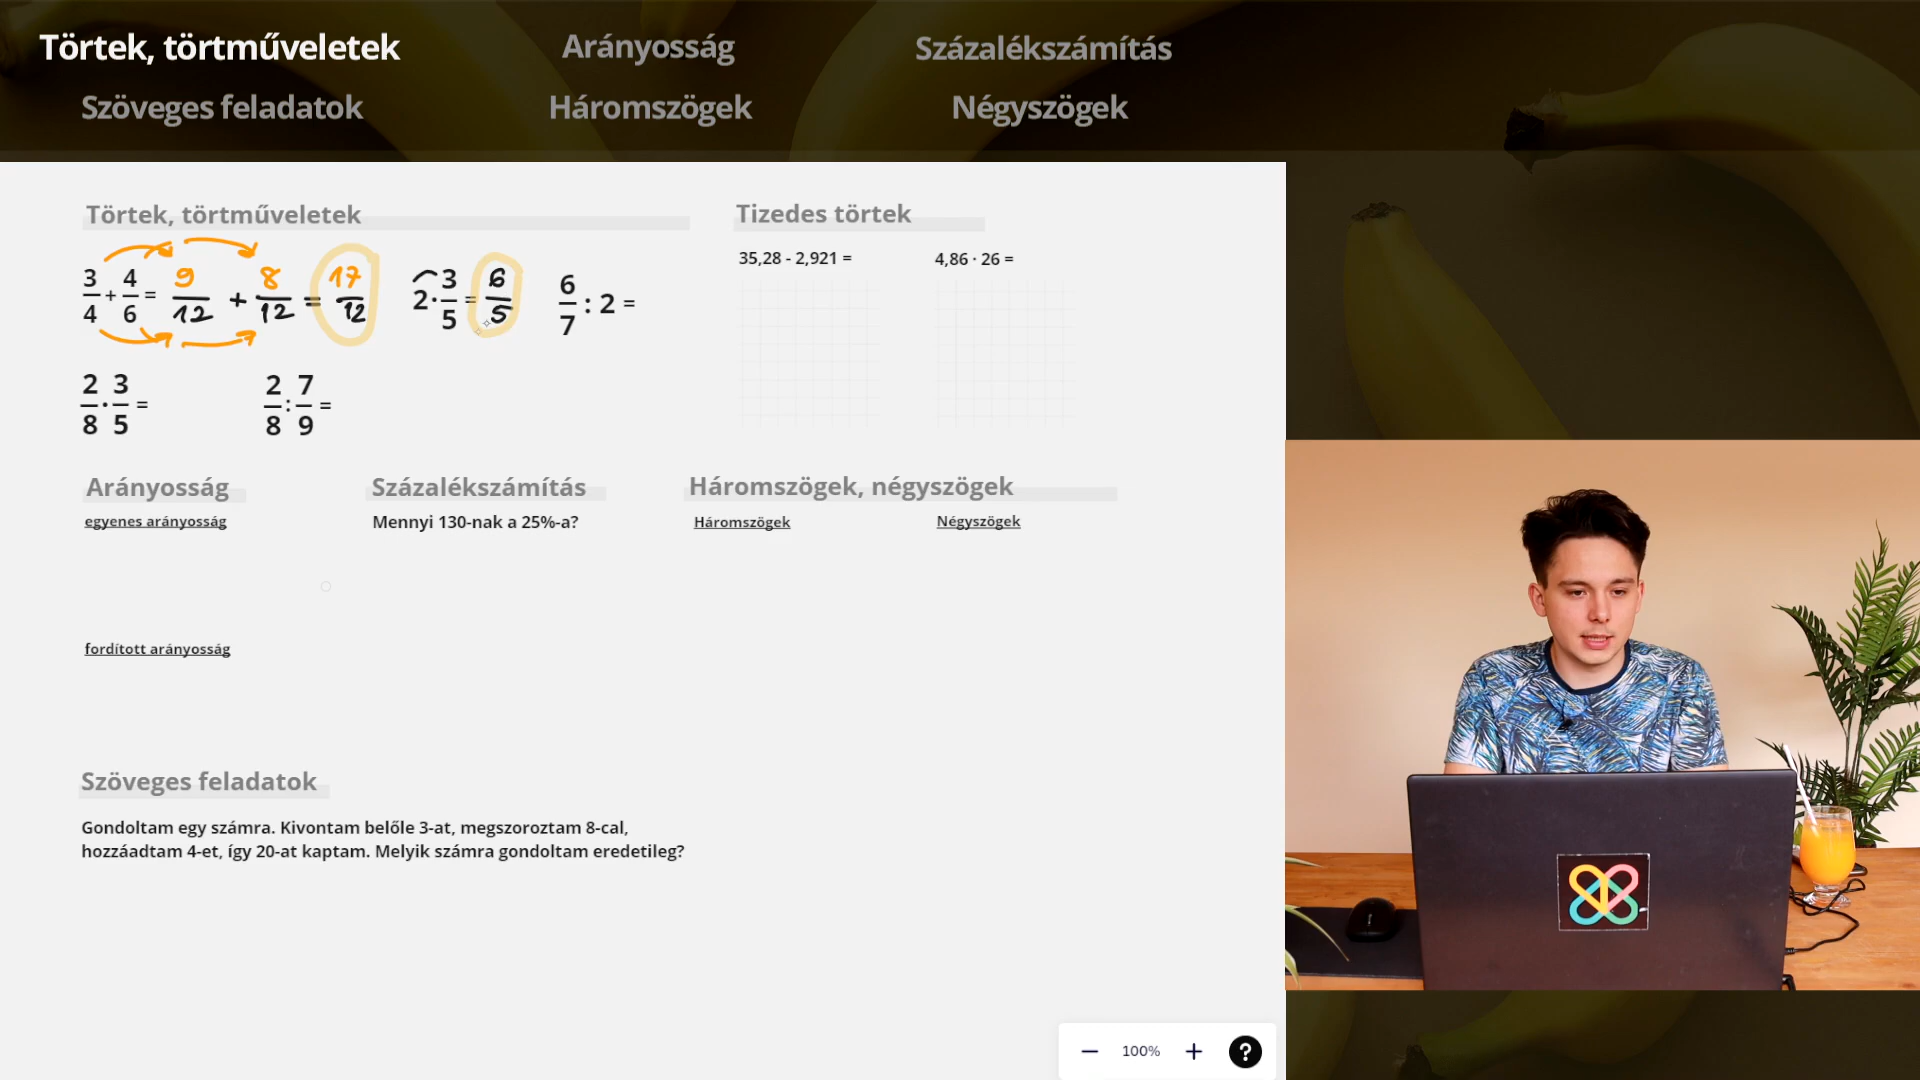 Törtek, törtműveletek Arányosság Százalékszámítás
Szöveges feladatok Háromszögek Négyszögek
Törtek, törtműveletek
3/4 + 4/6 = 9/12 + 8/12 = 17/12
2 · 3/5 = 6/5
6/7 : 2 =
2/8 · 3/5 =
2/8 : 7/9 =
Tizedes törtek
35,28 - 2,921 =
4,86 · 26 =
Arányosság
egyenes arányosság
fordított arányosság
Százalékszámítás
Mennyi 130-nak a 25%-a?
Háromszögek, négyszögek
Háromszögek
Négyszögek
Szöveges feladatok
Gondoltam egy számra. Kivontam belőle 3-at, megszoroztam 8-cal,
hozzáadtam 4-et, így 20-at kaptam. Melyik számra gondoltam eredetileg?
100%
?